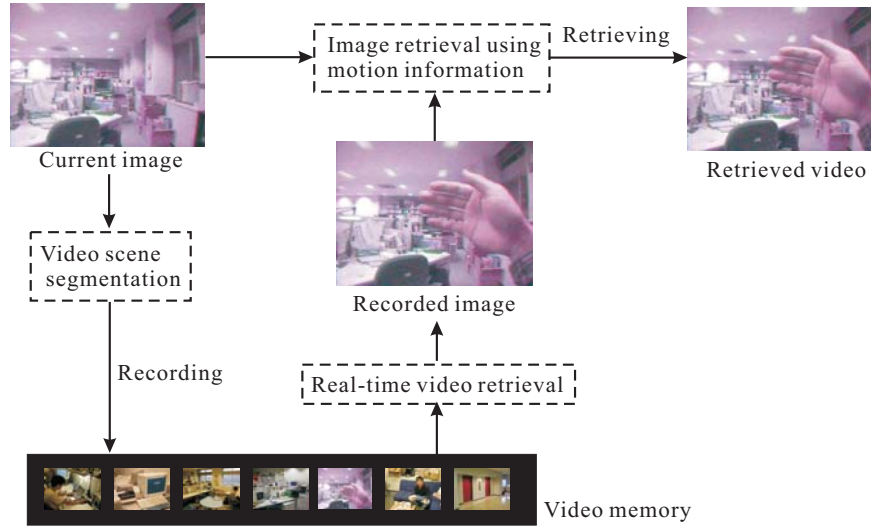 Image retrieval using
motion information
Retrieving
Current image
Retrieved video
Video scene
segmentation
Recorded image
Recording
Real-time video retrieval
Video memory